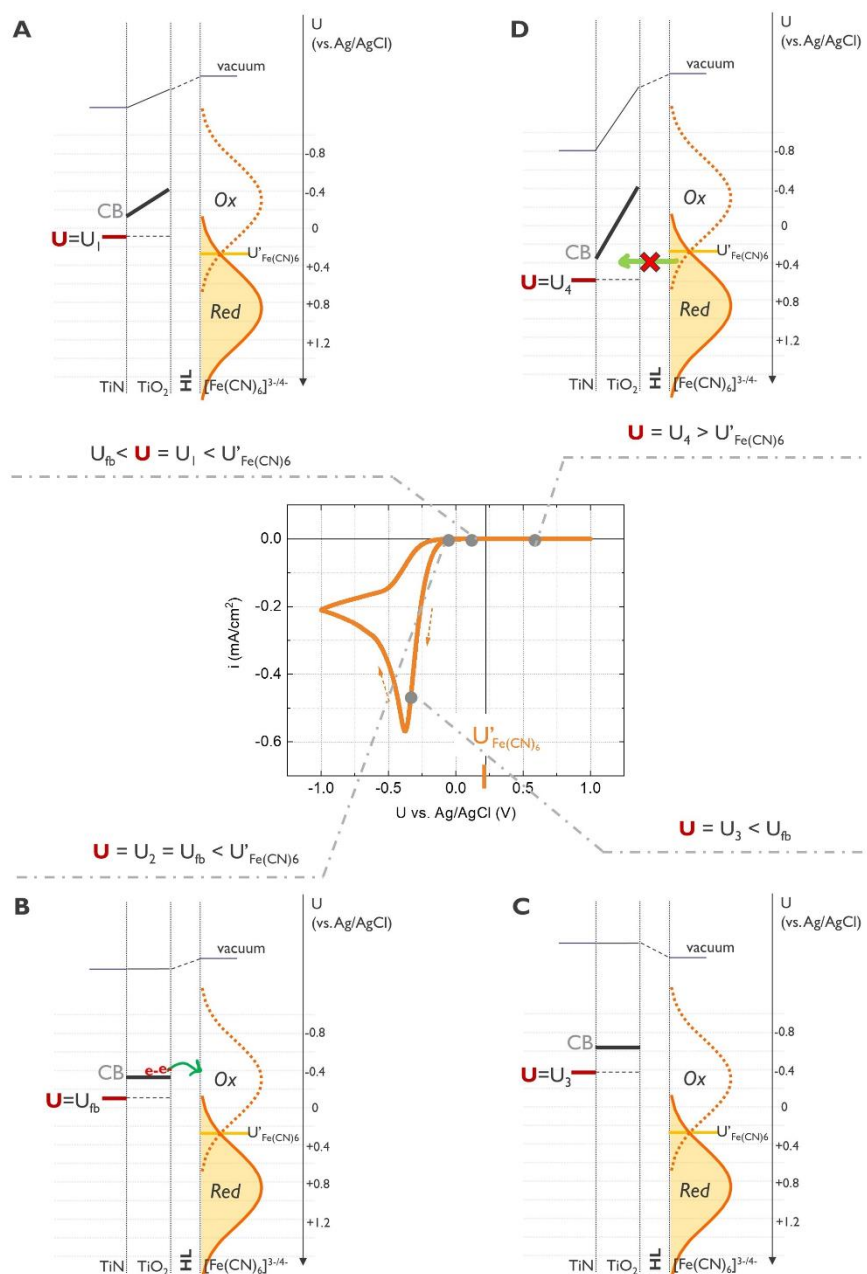 A
U
(vs. Ag/AgCl)
vacuum
-0.8
-0.4
0
+0.4
+0.8
+1.2
CB
U=U1
Ox
U'Fe(CN)6
Red
TiN
TiO2
HL
[Fe(CN)6]3-/4-
D
U
(vs. Ag/AgCl)
vacuum
-0.8
-0.4
0
+0.4
+0.8
+1.2
CB
U=U4
Ox
U'Fe(CN)6
Red
TiN
TiO2
HL
[Fe(CN)6]3-/4-
Ufb< U = U1 < U'Fe(CN)6
U = U4 > U'Fe(CN)6
0.0
-0.2
-0.4
-0.6
i (mA/cm2)
U'Fe(CN)6
-1.0 -0.5 0.0 0.5 1.0
U vs. Ag/AgCl (V)
U = U2 = Ufb < U'Fe(CN)6
U = U3 < Ufb
B
U
(vs. Ag/AgCl)
vacuum
-0.8
-0.4
0
+0.4
+0.8
+1.2
CB
e-e-
U=Ufb
Ox
U'Fe(CN)6
Red
TiN
TiO2
HL
[Fe(CN)6]3-/4-
C
U
(vs. Ag/AgCl)
vacuum
-0.8
-0.4
0
+0.4
+0.8
+1.2
CB
U=U3
Ox
U'Fe(CN)6
Red
TiN
TiO2
HL
[Fe(CN)6]3-/4-